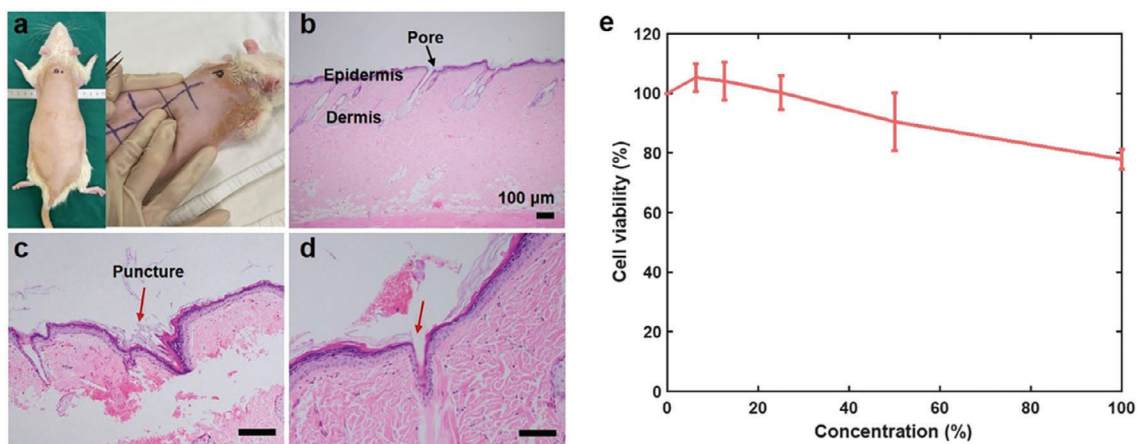 a
b
Pore
Epidermis
Dermis
100 µm
c
Puncture
d
e
120
100
80
60
40
20
0
Cell viability (%)
0 20 40 60 80 100
Concentration (%)